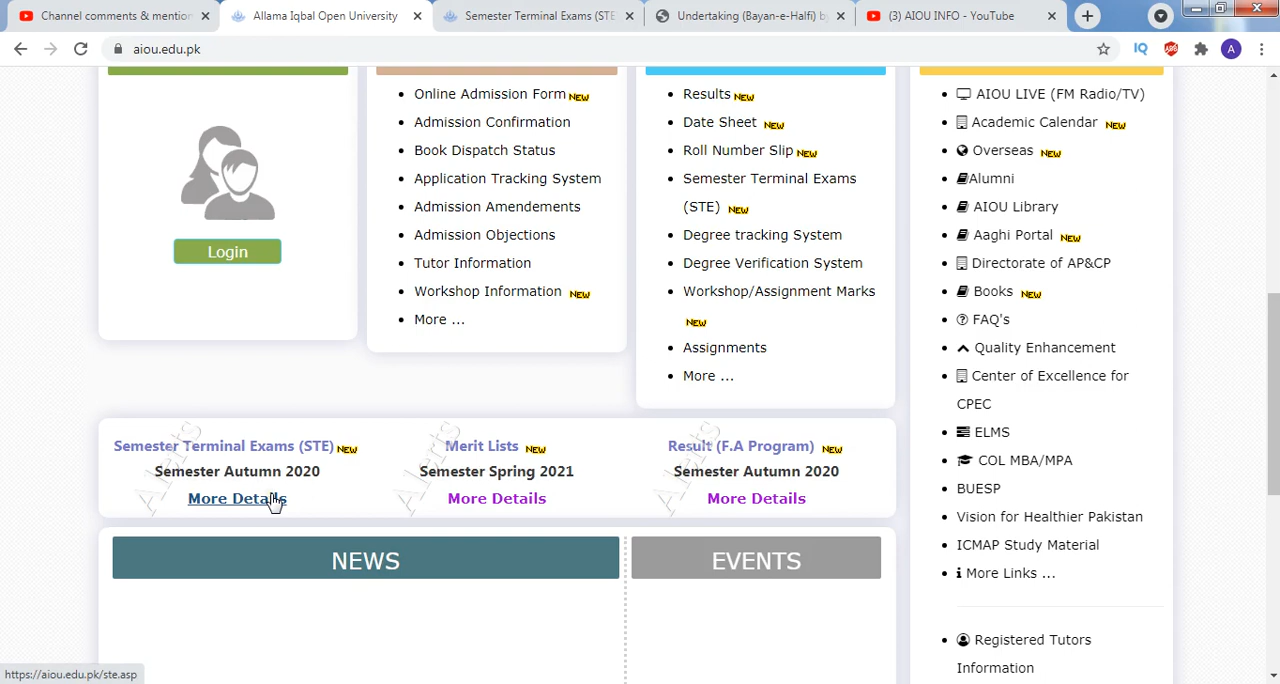 Channel comments & mention
Allama Iqbal Open University
Semester Terminal Exams (STE
Undertaking (Bayan-e-Halfi) b
(3) AIOU INFO - YouTube
aiou.edu.pk
IQ
A
Login
Online Admission Form NEW
Admission Confirmation
Book Dispatch Status
Application Tracking System
Admission Amendements
Admission Objections
Tutor Information
Workshop Information NEW
More ...
Results NEW
Date Sheet NEW
Roll Number Slip NEW
Semester Terminal Exams
(STE) NEW
Degree tracking System
Degree Verification System
Workshop/Assignment Marks
NEW
Assignments
More ...
AIOU LIVE (FM Radio/TV)
Academic Calendar NEW
Overseas NEW
Alumni
AIOU Library
Aaghi Portal NEW
Directorate of AP&CP
Books NEW
FAQ's
Quality Enhancement
Center of Excellence for
CPEC
ELMS
COL MBA/MPA
BUESP
Vision for Healthier Pakistan
ICMAP Study Material
More Links ...
Registered Tutors
Information
Alerts
Semester Terminal Exams (STE) NEW
Semester Autumn 2020
More Details
Alerts
Merit Lists NEW
Semester Spring 2021
More Details
Alerts
Result (F.A Program) NEW
Semester Autumn 2020
More Details
NEWS
EVENTS
https://aiou.edu.pk/ste.asp